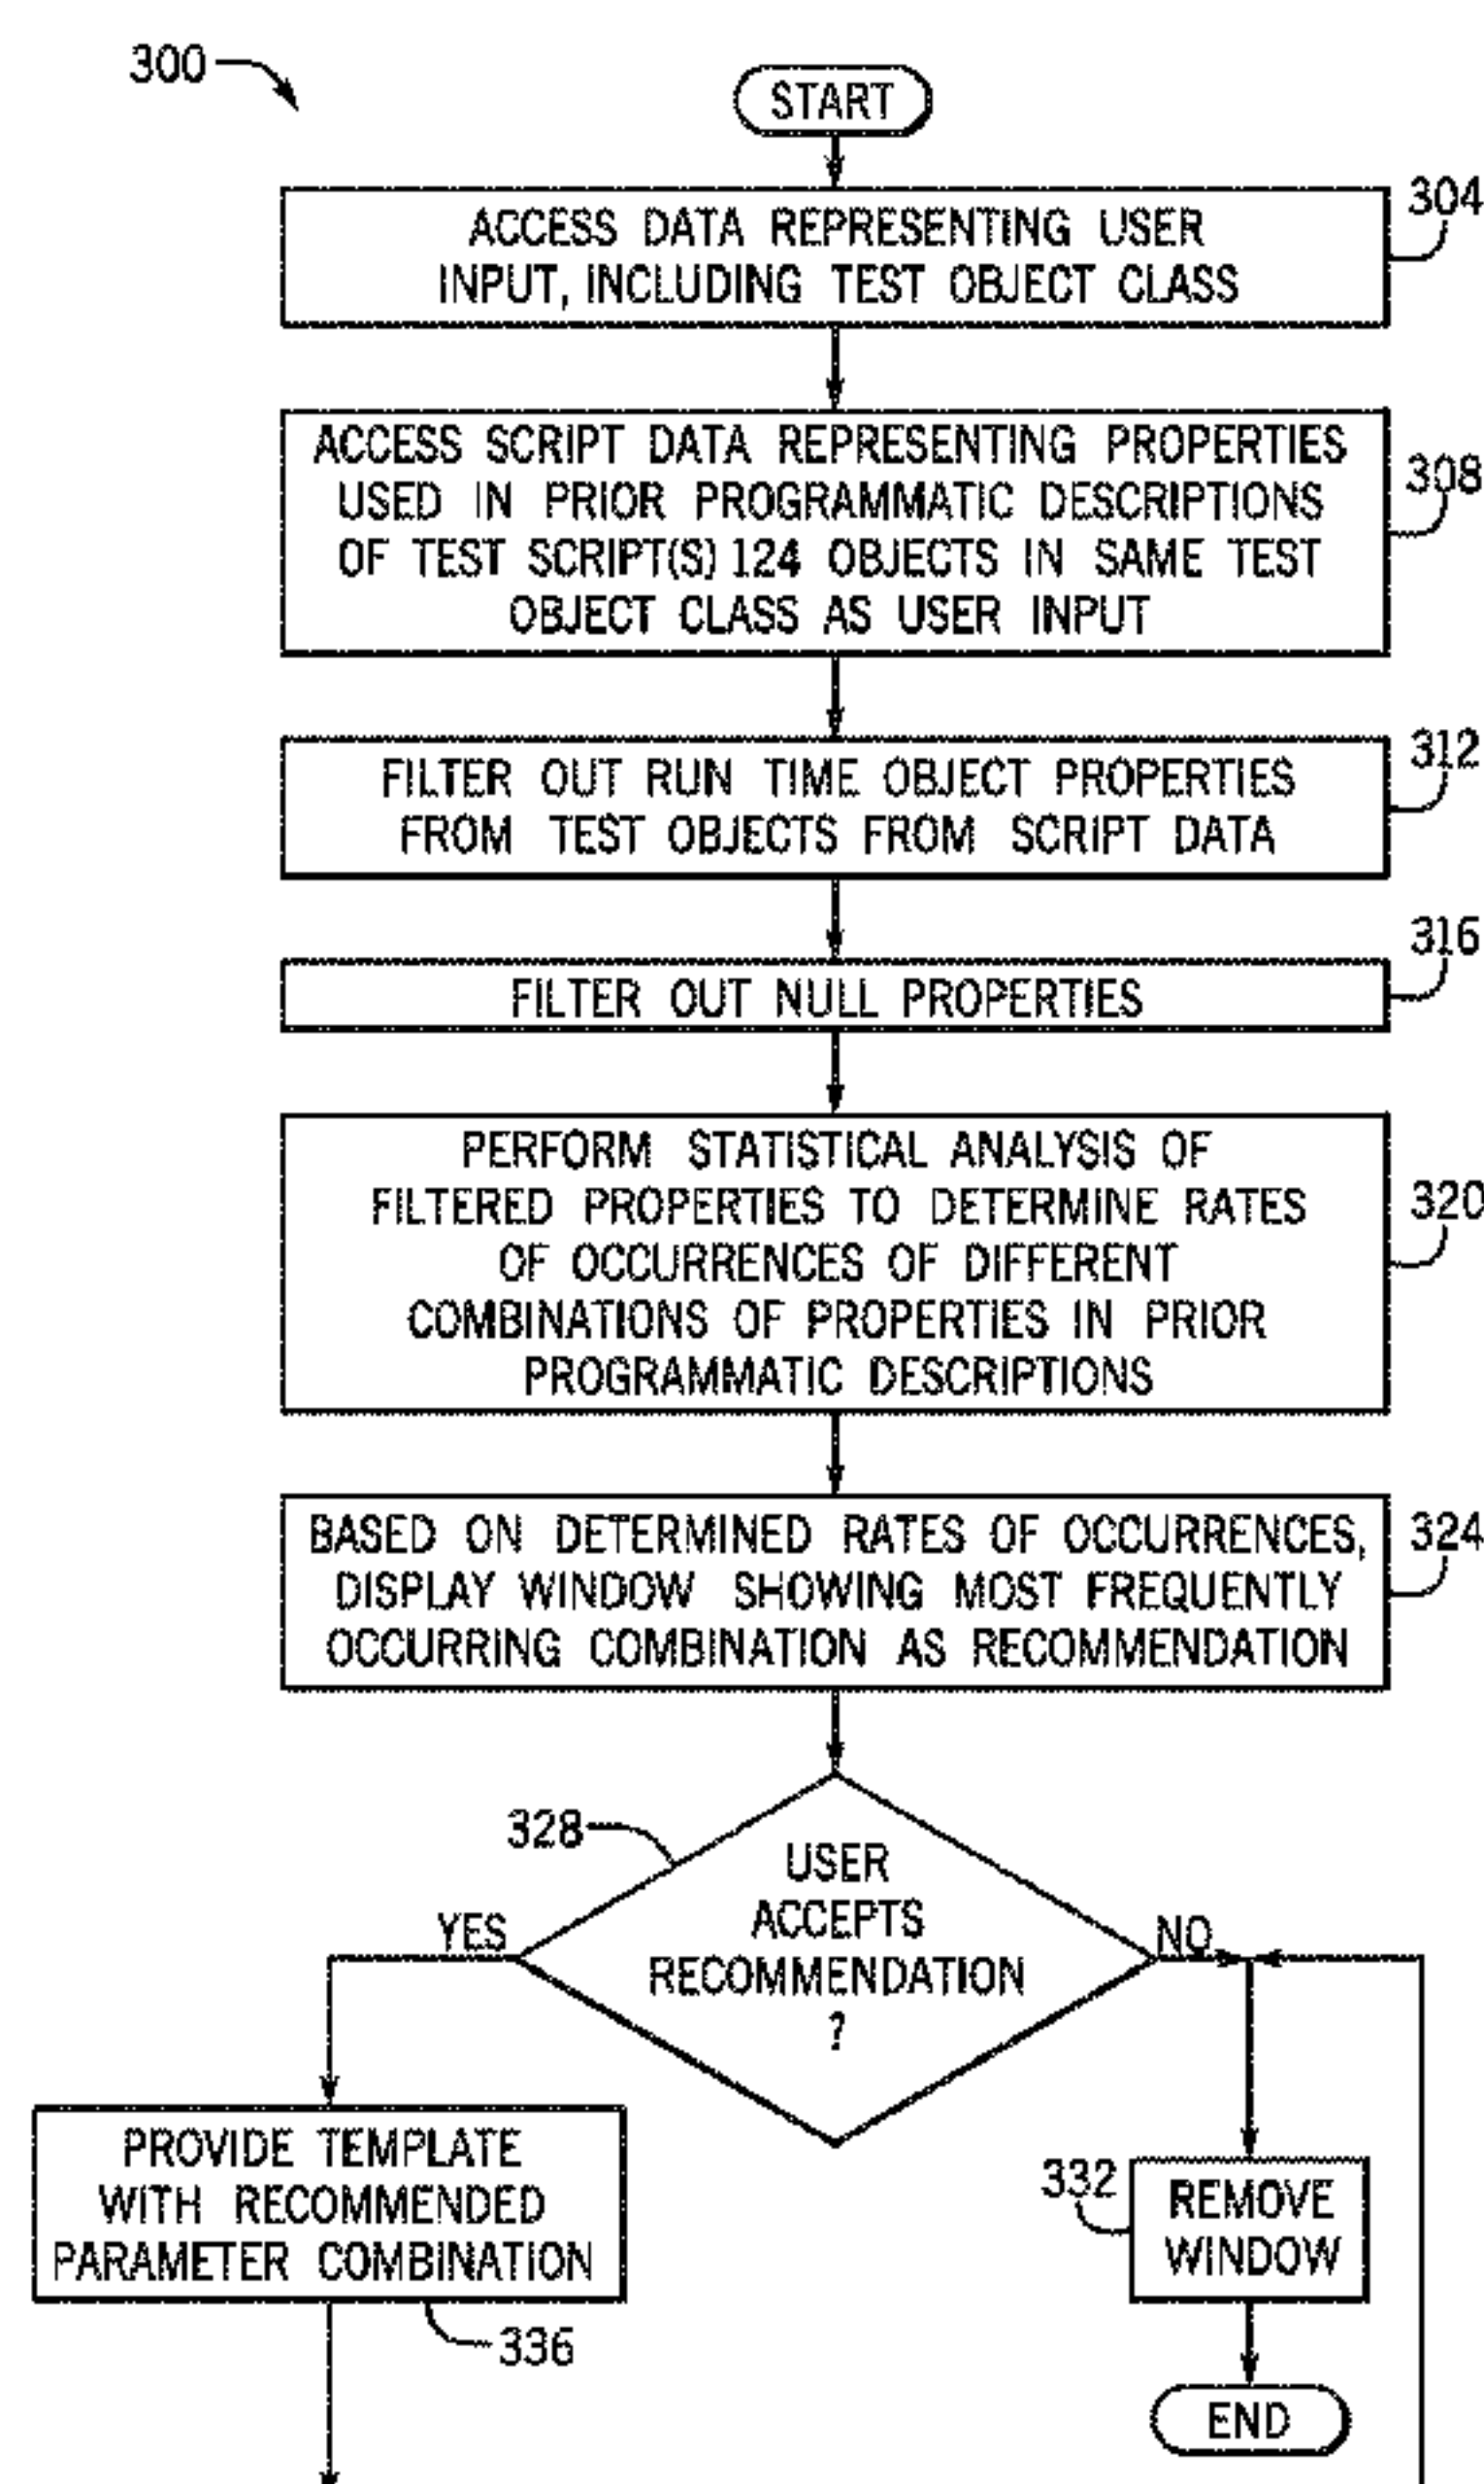 300
START
304
ACCESS DATA REPRESENTING USER
INPUT, INCLUDING TEST OBJECT CLASS
308
ACCESS SCRIPT DATA REPRESENTING PROPERTIES
USED IN PRIOR PROGRAMMATIC DESCRIPTIONS
OF TEST SCRIPT(S) 124 OBJECTS IN SAME TEST
OBJECT CLASS AS USER INPUT
312
FILTER OUT RUN TIME OBJECT PROPERTIES
FROM TEST OBJECTS FROM SCRIPT DATA
316
FILTER OUT NULL PROPERTIES
320
PERFORM STATISTICAL ANALYSIS OF
FILTERED PROPERTIES TO DETERMINE RATES
OF OCCURRENCES OF DIFFERENT
COMBINATIONS OF PROPERTIES IN PRIOR
PROGRAMMATIC DESCRIPTIONS
324
BASED ON DETERMINED RATES OF OCCURRENCES,
DISPLAY WINDOW SHOWING MOST FREQUENTLY
OCCURRING COMBINATION AS RECOMMENDATION
328
USER
ACCEPTS
RECOMMENDATION
?
YES
NO
PROVIDE TEMPLATE
WITH RECOMMENDED
PARAMETER COMBINATION
336
332
REMOVE
WINDOW
END